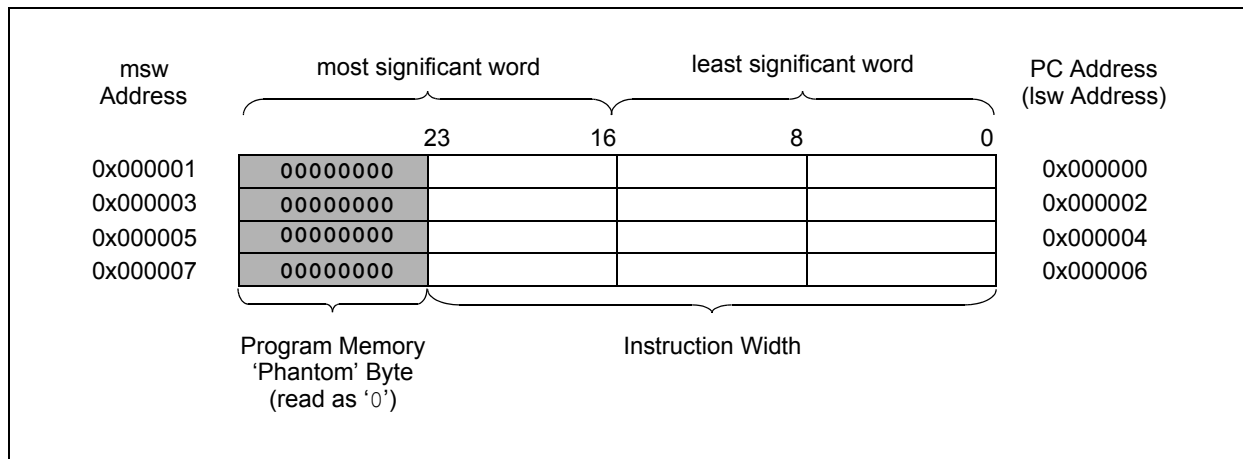 msw
Address
most significant word
least significant word
PC Address
(lsw Address)
23
16
8
0
0x000001
00000000
0x000000
0x000003
00000000
0x000002
0x000005
00000000
0x000004
0x000007
00000000
0x000006
Program Memory
‘Phantom’ Byte
(read as ‘0’)
Instruction Width